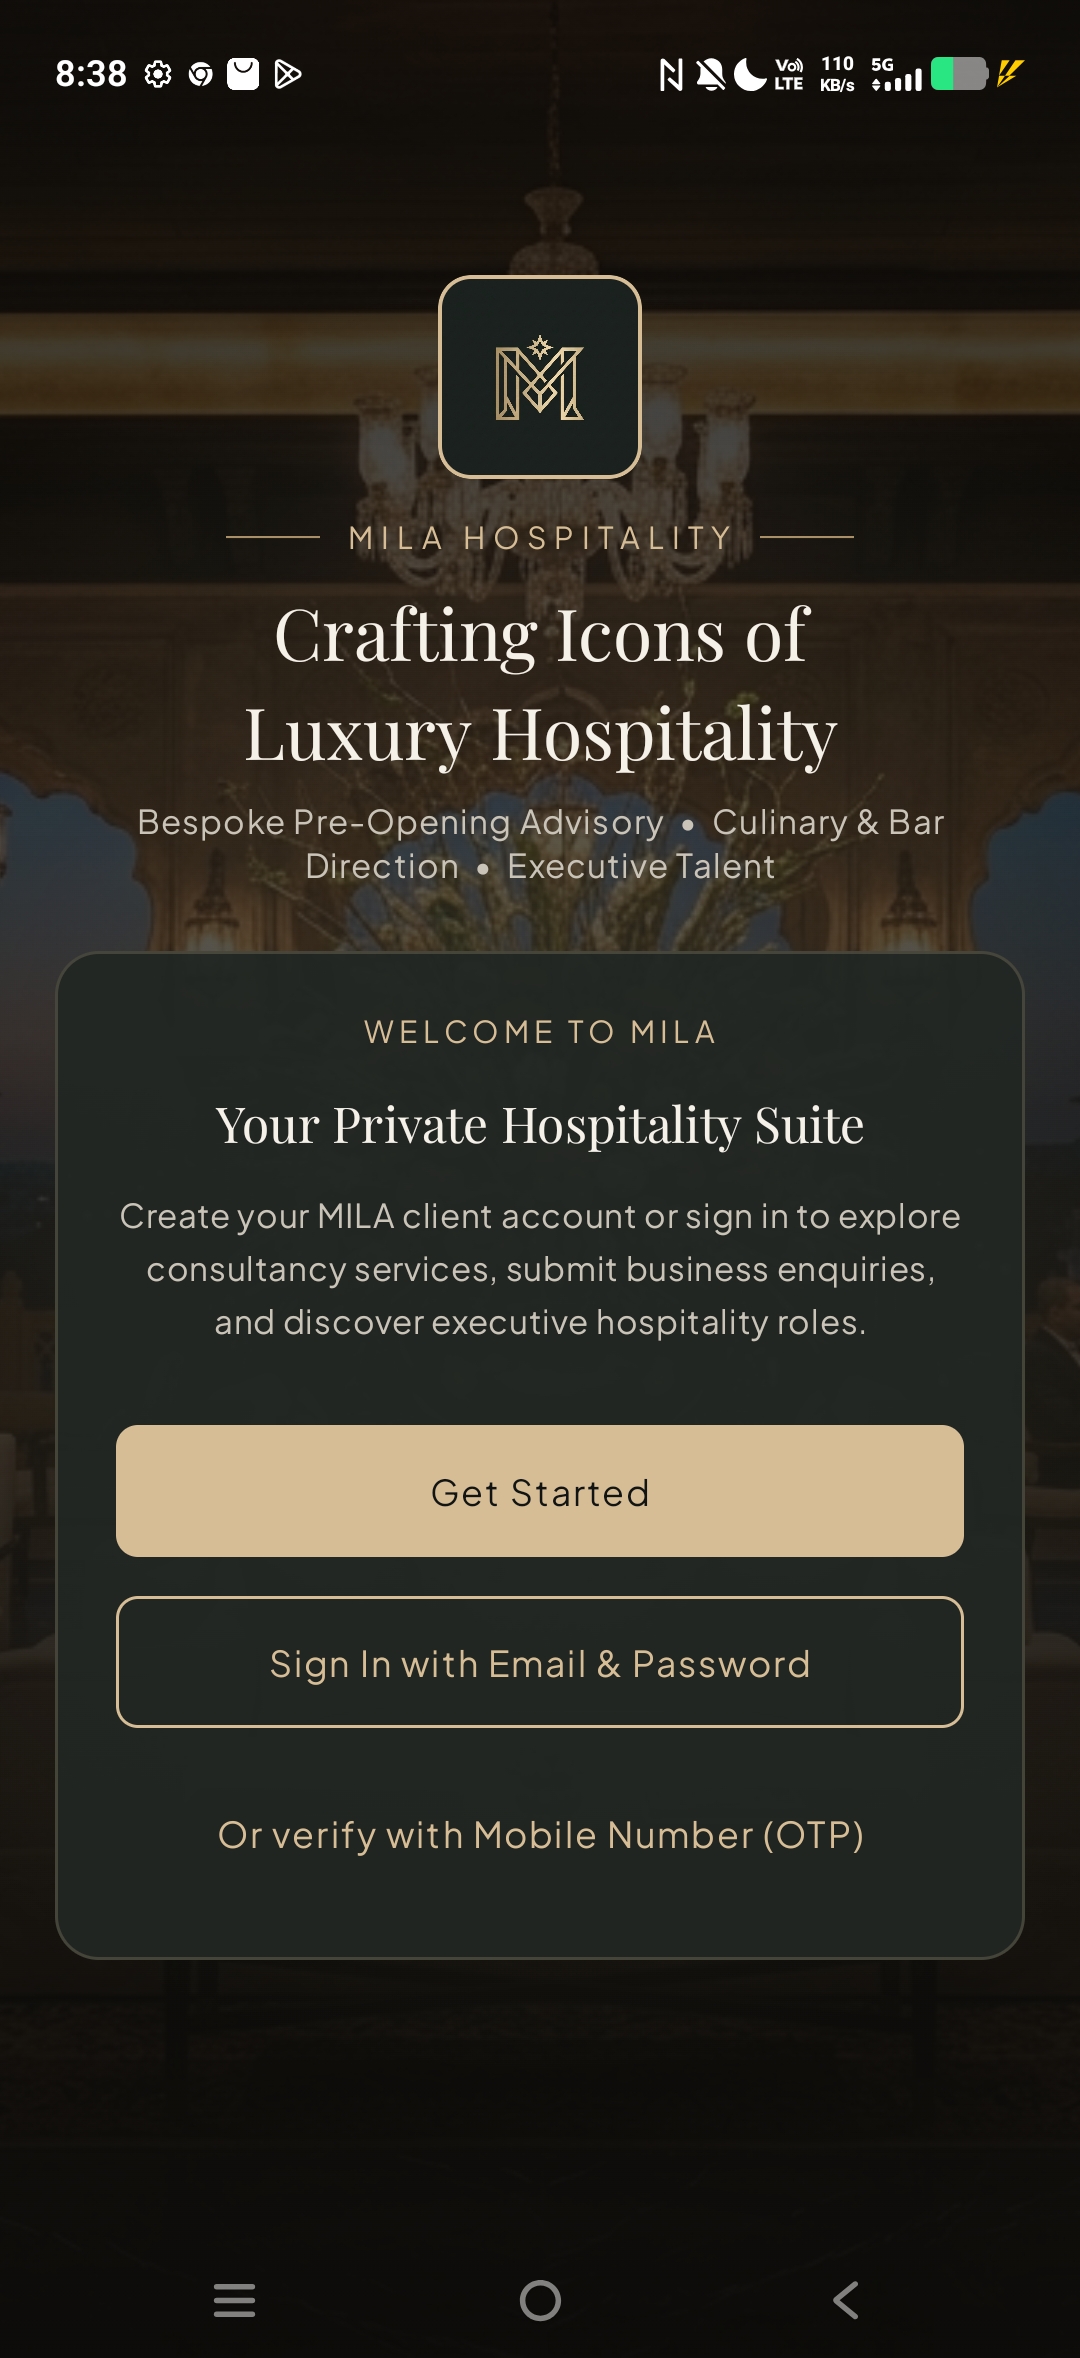 8:38
Vo)) LTE
110 KB/s
5G
M
MILA HOSPITALITY
Crafting Icons of
Luxury Hospitality
Bespoke Pre-Opening Advisory • Culinary & Bar
Direction • Executive Talent
WELCOME TO MILA
Your Private Hospitality Suite
Create your MILA client account or sign in to explore
consultancy services, submit business enquiries,
and discover executive hospitality roles.
Get Started
Sign In with Email & Password
Or verify with Mobile Number (OTP)